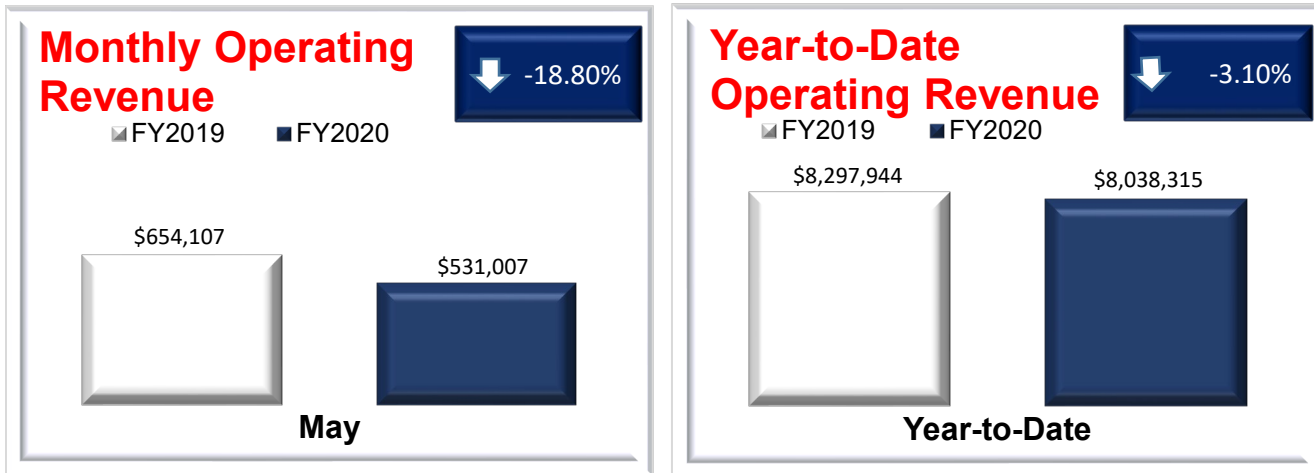 Monthly Operating
Revenue
-18.80%
FY2019 FY2020
$654,107
$531,007
May
Year-to-Date
Operating Revenue
-3.10%
FY2019 FY2020
$8,297,944
$8,038,315
Year-to-Date